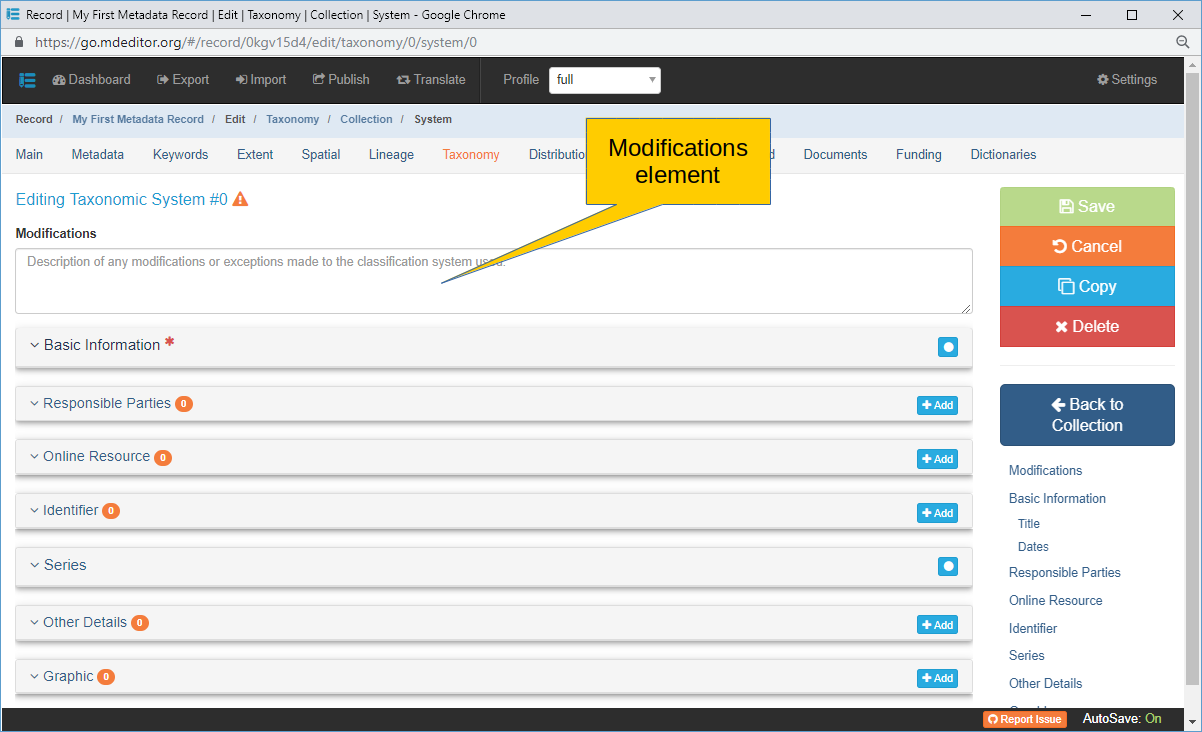 Record | My First Metadata Record | Edit | Taxonomy | Collection | System - Google Chrome
https://go.mdeditor.org/#/record/0kgv15d4/edit/taxonomy/0/system/0
Dashboard Export Import Publish Translate Profile full Settings
Record / My First Metadata Record / Edit / Taxonomy / Collection / System
Main Metadata Keywords Extent Spatial Lineage Taxonomy Distributio d Documents Funding Dictionaries
Modifications
element
Editing Taxonomic System #0
Modifications
Description of any modifications or exceptions made to the classification system used.
Basic Information *
Responsible Parties 0 Add
Online Resource 0 Add
Identifier 0 Add
Series
Other Details 0 Add
Graphic 0 Add
Save
Cancel
Copy
Delete
Back to
Collection
Modifications
Basic Information
Title
Dates
Responsible Parties
Online Resource
Identifier
Series
Other Details
Report Issue AutoSave: On